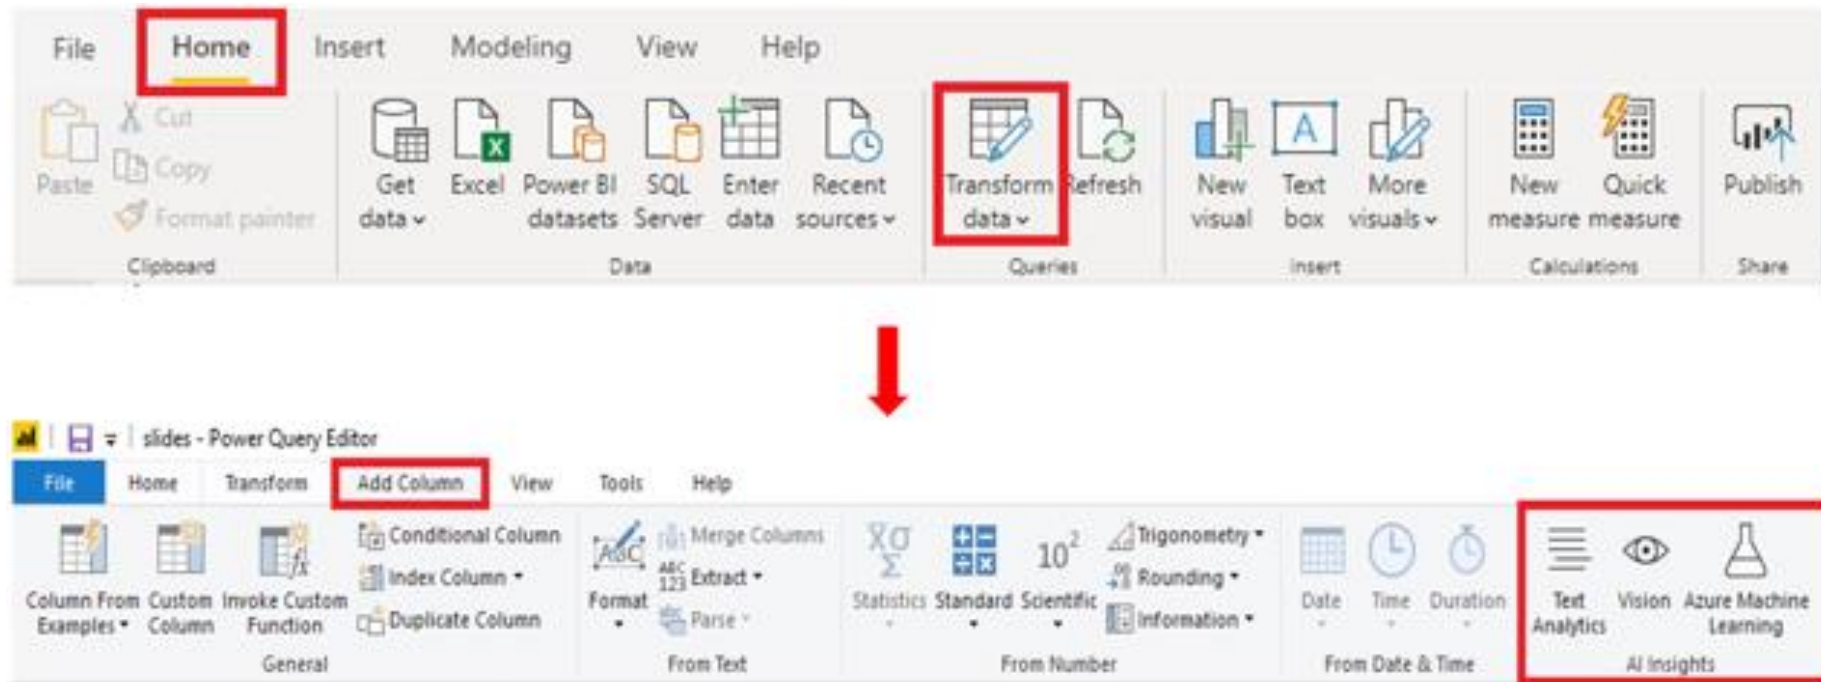 File Home Insert Modeling View Help
Cut
Copy
Paste
Format painter
Get data
Excel
Power BI datasets
SQL Server
Enter data
Recent sources
Transform data
Refresh
New visual
Text box
More visuals
New measure
Quick measure
Publish
Clipboard Data Queries Insert Calculations Share
slides - Power Query Editor
File Home Transform Add Column View Tools Help
Column From Examples
Custom Column
Invoke Custom Function
Conditional Column
Index Column
Duplicate Column
ABC
Format
Merge Columns
ABC
123 Extract
Parse
Xσ
Σ
Statistics
Standard
10²
Scientific
Trigonometry
Rounding
Information
Date
Time
Duration
Text Analytics
Vision
Azure Machine Learning
General From Text From Number From Date & Time AI Insights